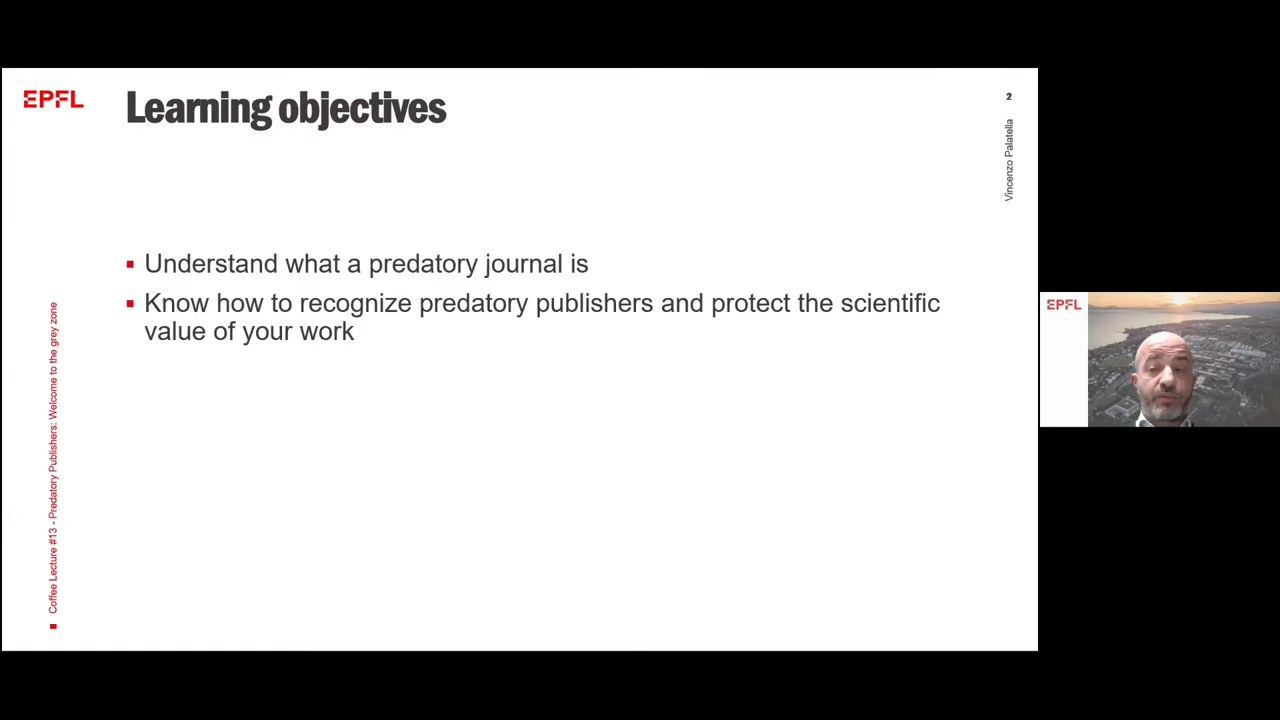 EPFL
Learning objectives
2
Vincenzo Palatella
▪ Understand what a predatory journal is
▪ Know how to recognize predatory publishers and protect the scientific
value of your work
Coffee Lecture #13 - Predatory Publishers: Welcome to the grey zone
EPFL